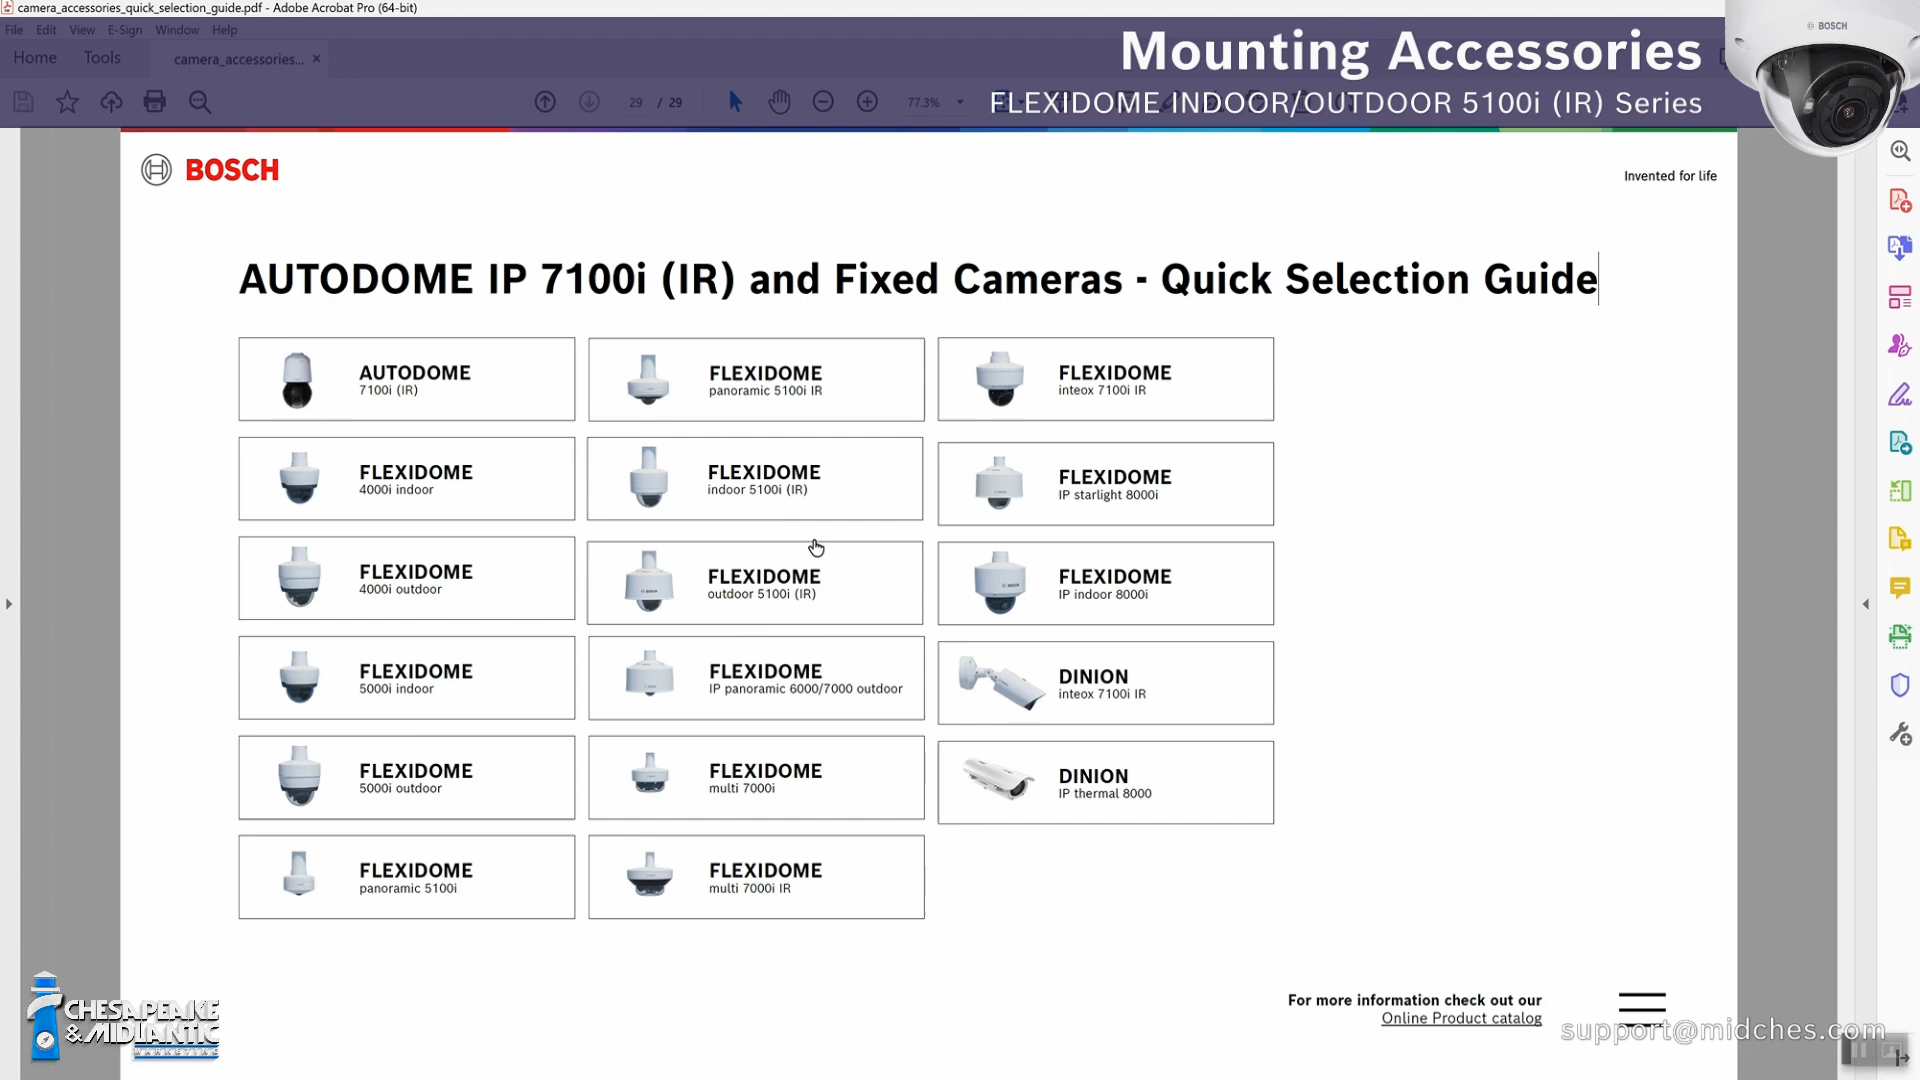 camera_accessories_quick_selection_guide.pdf - Adobe Acrobat Pro (64-bit)
File Edit View E-Sign Window Help
Home Tools camera_accessories... ×
29 / 29 77.3%
Mounting Accessories
FLEXIDOME INDOOR/OUTDOOR 5100i (IR) Series
BOSCH
BOSCH
Invented for life
AUTODOME IP 7100i (IR) and Fixed Cameras - Quick Selection Guide
AUTODOME
7100i (IR)
FLEXIDOME
panoramic 5100i IR
FLEXIDOME
inteox 7100i IR
FLEXIDOME
4000i indoor
FLEXIDOME
indoor 5100i (IR)
FLEXIDOME
IP starlight 8000i
FLEXIDOME
4000i outdoor
FLEXIDOME
outdoor 5100i (IR)
FLEXIDOME
IP indoor 8000i
FLEXIDOME
5000i indoor
FLEXIDOME
IP panoramic 6000/7000 outdoor
DINION
inteox 7100i IR
FLEXIDOME
5000i outdoor
FLEXIDOME
multi 7000i
DINION
IP thermal 8000
FLEXIDOME
panoramic 5100i
FLEXIDOME
multi 7000i IR
For more information check out our
Online Product catalog
CHESAPEAKE
& MIDLANTIC
MARKETING
support@midches.com